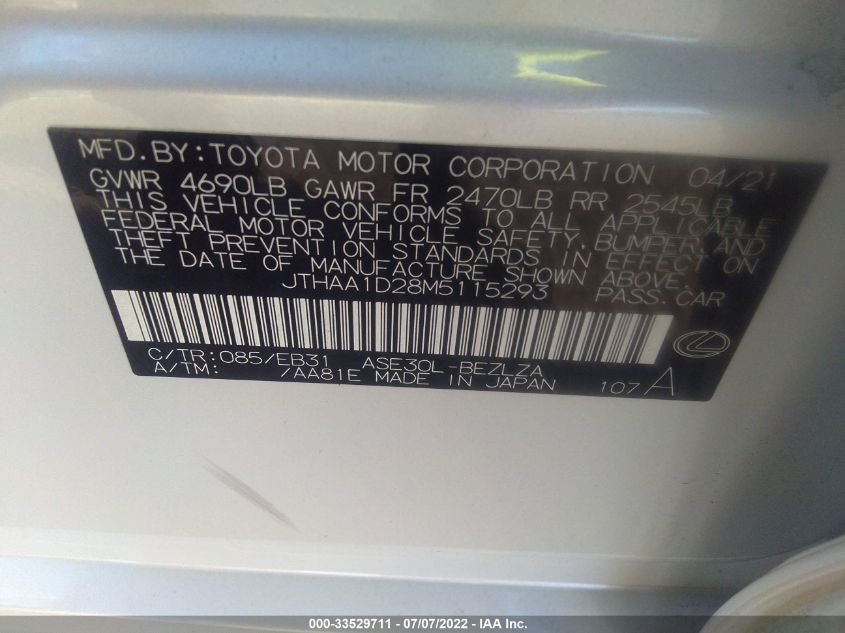 MFD.BY:TOYOTA MOTOR CORPORATION 04/21
GVWR 4690LB GAWR FR 2470LB RR 2545LB
THIS VEHICLE CONFORMS TO ALL APPLICABLE
FEDERAL MOTOR VEHICLE SAFETY,BUMPER,AND
THEFT PREVENTION STANDARDS IN EFFECT ON
THE DATE OF MANUFACTURE SHOWN ABOVE.
JTHAA1D28M5115293 PASS.CAR
C/TR:085/EB31 ASE30L-BEZLZA
A/TM: /AA81E MADE IN JAPAN 107 A
000-33529711 - 07/07/2022 - IAA Inc.